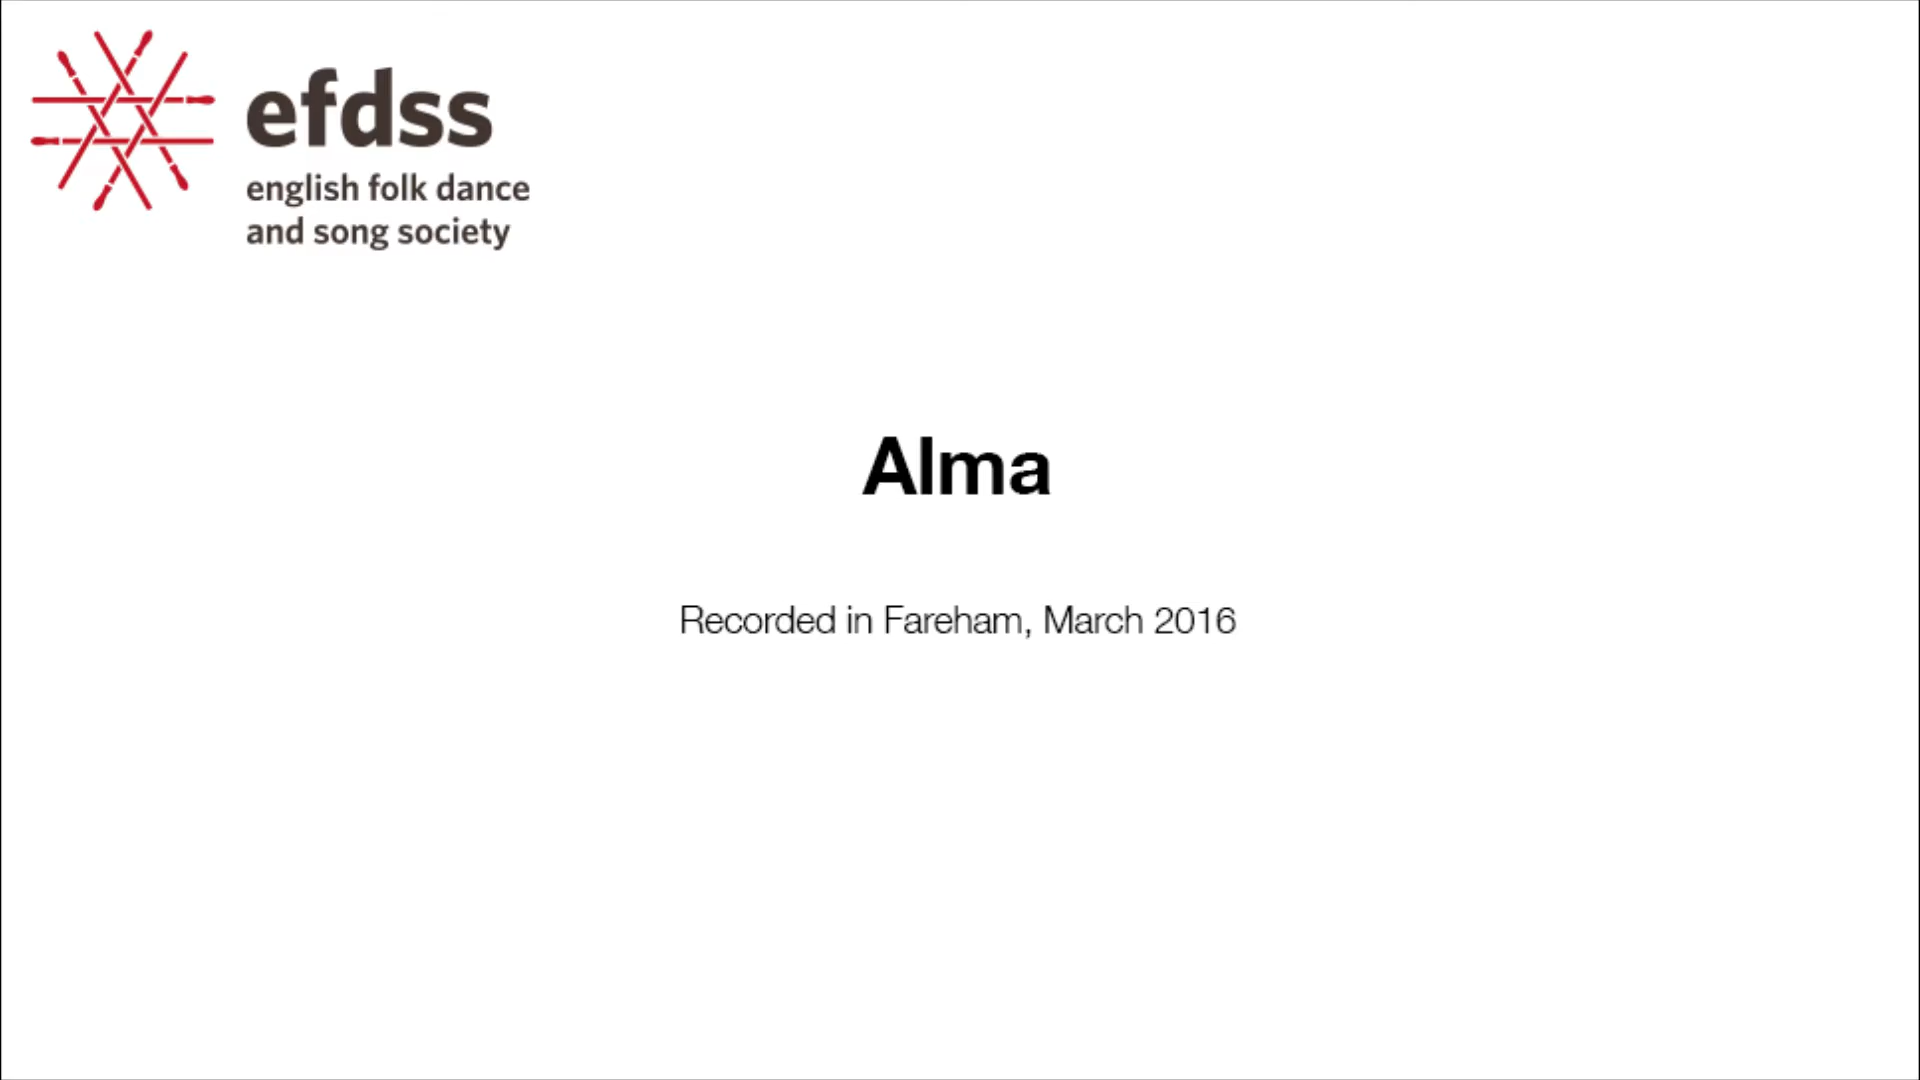 efdss
english folk dance
and song society
Alma
Recorded in Fareham, March 2016